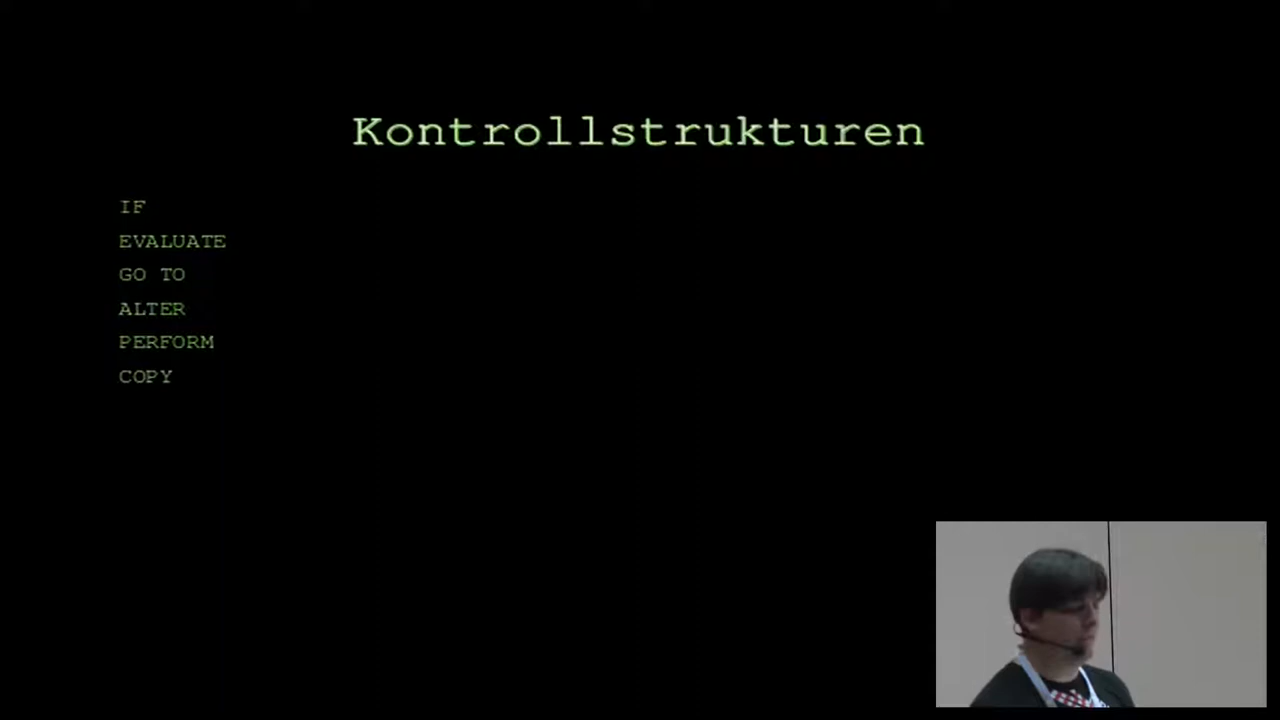 Kontrollstrukturen
IF
EVALUATE
GO TO
ALTER
PERFORM
COPY